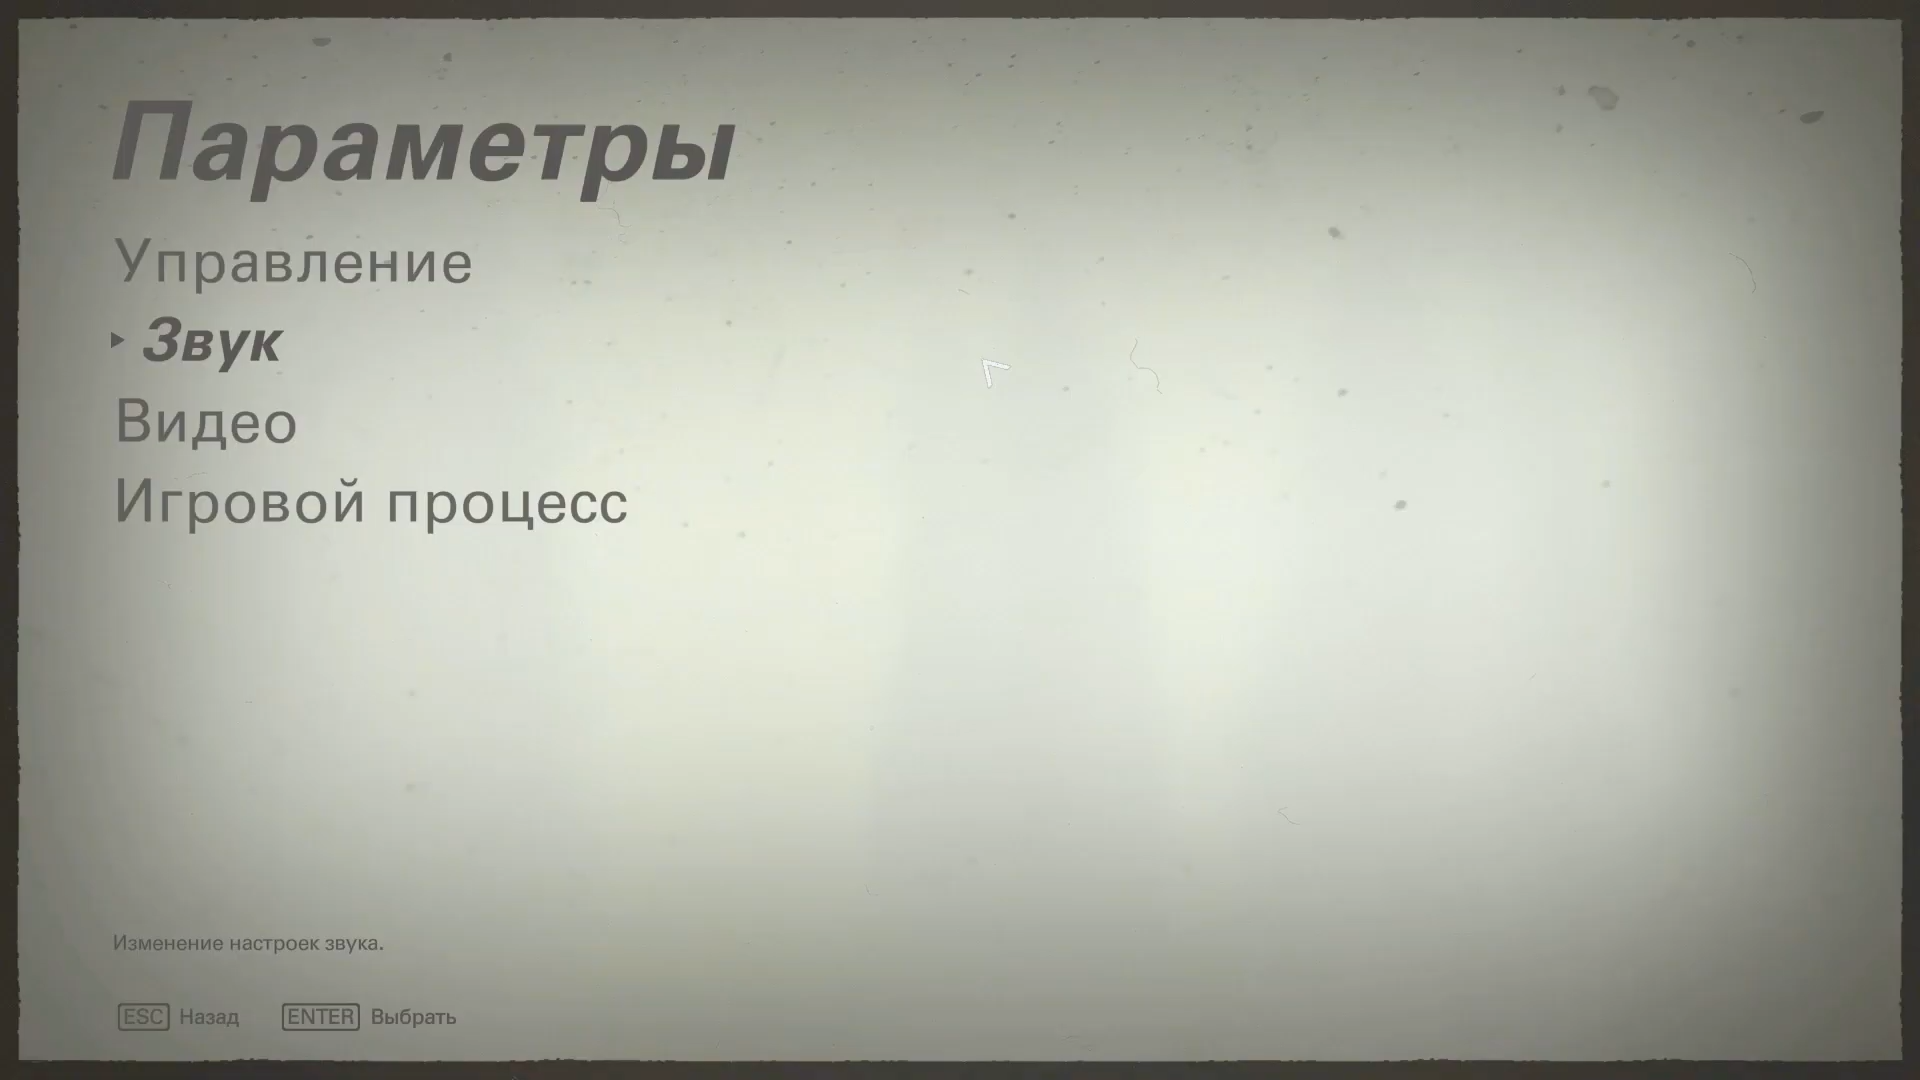 Параметры
Управление
Звук
Видео
Игровой процесс
Изменение настроек звука.
ESC Назад ENTER Выбрать